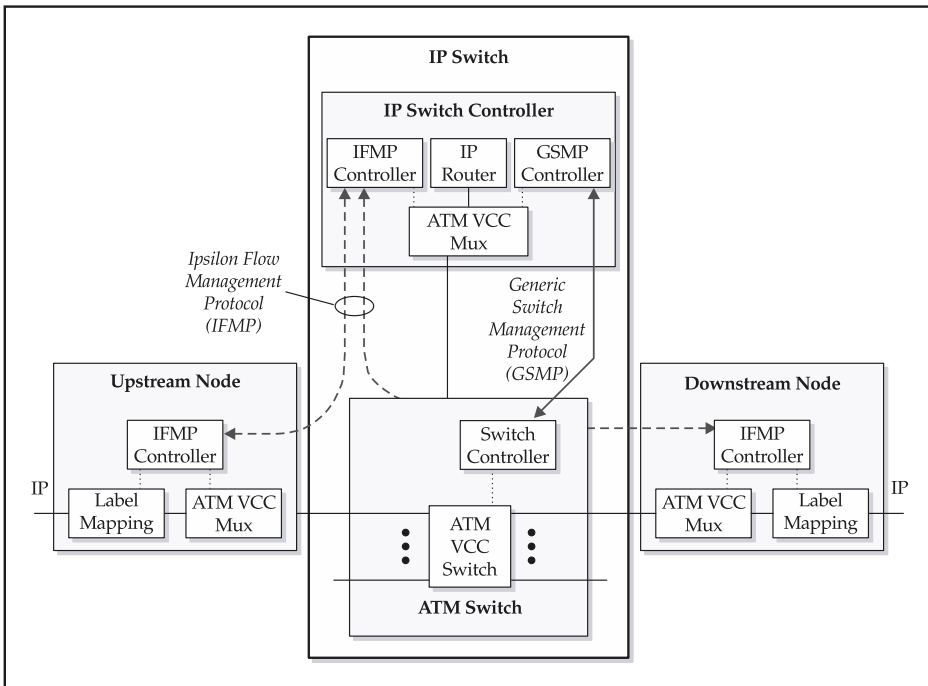 IP Switch
IP Switch Controller
IFMP
Controller
IP
Router
GSMP
Controller
ATM VCC
Mux
Ipsilon Flow
Management
Protocol
(IFMP)
Generic
Switch
Management
Protocol
(GSMP)
Upstream Node
IFMP
Controller
IP
Label
Mapping
ATM VCC
Mux
Switch
Controller
ATM
VCC
Switch
ATM Switch
Downstream Node
IFMP
Controller
ATM VCC
Mux
Label
Mapping
IP